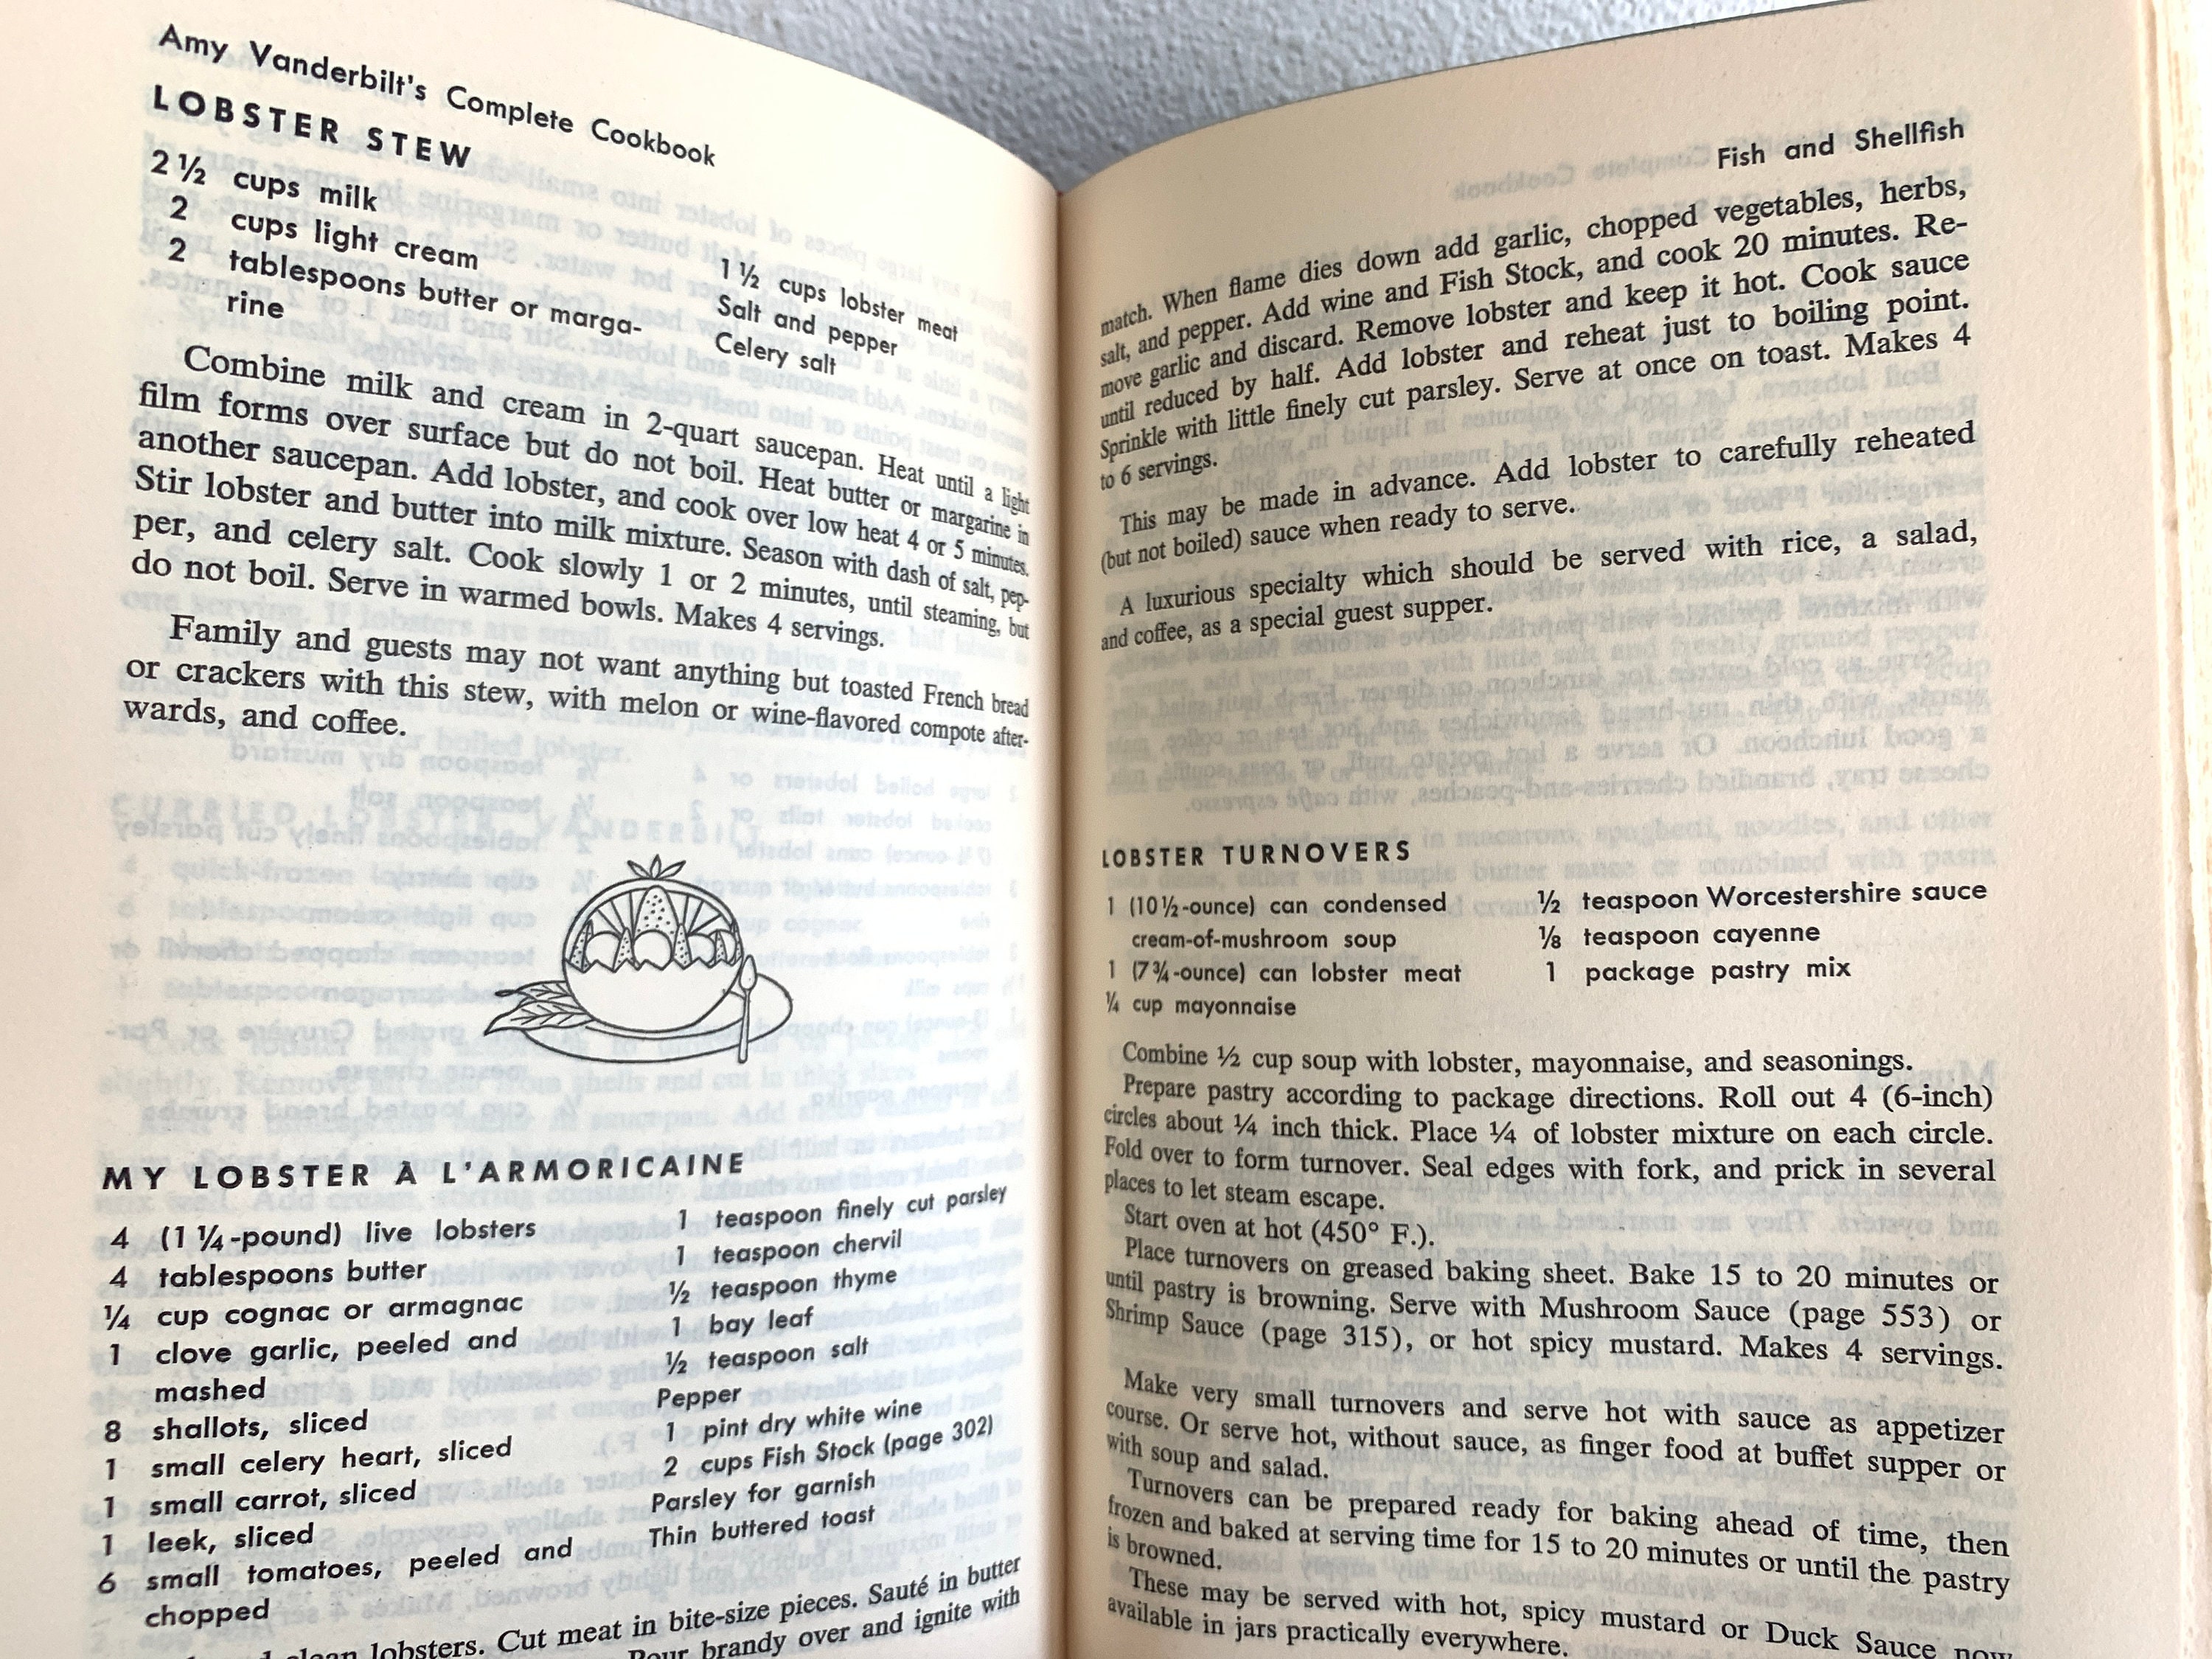 Amy Vanderbilt's Complete Cookbook
LOBSTER STEW
2 ½ cups milk
2 cups light cream
2 tablespoons butter or marga-
rine
1 ½ cups lobster meat
Salt and pepper
Celery salt
Combine milk and cream in 2-quart saucepan. Heat until a light
film forms over surface but do not boil. Heat butter or margarine in
another saucepan. Add lobster, and cook over low heat 4 or 5 minutes.
Stir lobster and butter into milk mixture. Season with dash of salt, pep-
per, and celery salt. Cook slowly 1 or 2 minutes, until steaming, but
do not boil. Serve in warmed bowls. Makes 4 servings.
Family and guests may not want anything but toasted French bread
or crackers with this stew, with melon or wine-flavored compote after-
wards, and coffee.
MY LOBSTER À L'ARMORICAINE
4 (1 ¼-pound) live lobsters
4 tablespoons butter
¼ cup cognac or armagnac
1 clove garlic, peeled and
mashed
8 shallots, sliced
1 small celery heart, sliced
1 small carrot, sliced
1 leek, sliced
6 small tomatoes, peeled and
chopped
1 teaspoon finely cut parsley
1 teaspoon chervil
½ teaspoon thyme
1 bay leaf
½ teaspoon salt
Pepper
1 pint dry white wine
2 cups Fish Stock (page 302)
Parsley for garnish
Thin buttered toast
clean lobsters. Cut meat in bite-size pieces. Sauté in butter
Pour brandy over and ignite with
Fish and Shellfish
match. When flame dies down add garlic, chopped vegetables, herbs,
salt, and pepper. Add wine and Fish Stock, and cook 20 minutes. Re-
move garlic and discard. Remove lobster and keep it hot. Cook sauce
until reduced by half. Add lobster and reheat just to boiling point.
Sprinkle with little finely cut parsley. Serve at once on toast. Makes 4
to 6 servings.
This may be made in advance. Add lobster to carefully reheated
(but not boiled) sauce when ready to serve.
A luxurious specialty which should be served with rice, a salad,
and coffee, as a special guest supper.
LOBSTER TURNOVERS
1 (10 ½-ounce) can condensed
cream-of-mushroom soup
1 (7 ¾-ounce) can lobster meat
¼ cup mayonnaise
½ teaspoon Worcestershire sauce
⅛ teaspoon cayenne
1 package pastry mix
Combine ½ cup soup with lobster, mayonnaise, and seasonings.
Prepare pastry according to package directions. Roll out 4 (6-inch)
circles about ¼ inch thick. Place ¼ of lobster mixture on each circle.
Fold over to form turnover. Seal edges with fork, and prick in several
places to let steam escape.
Start oven at hot (450° F.).
Place turnovers on greased baking sheet. Bake 15 to 20 minutes or
until pastry is browning. Serve with Mushroom Sauce (page 553) or
Shrimp Sauce (page 315), or hot spicy mustard. Makes 4 servings.
Make very small turnovers and serve hot with sauce as appetizer
course. Or serve hot, without sauce, as finger food at buffet supper or
with soup and salad.
Turnovers can be prepared ready for baking ahead of time, then
frozen and baked at serving time for 15 to 20 minutes or until the pastry
is browned.
These may be served with hot, spicy mustard or Duck Sauce now
available in jars practically everywhere.